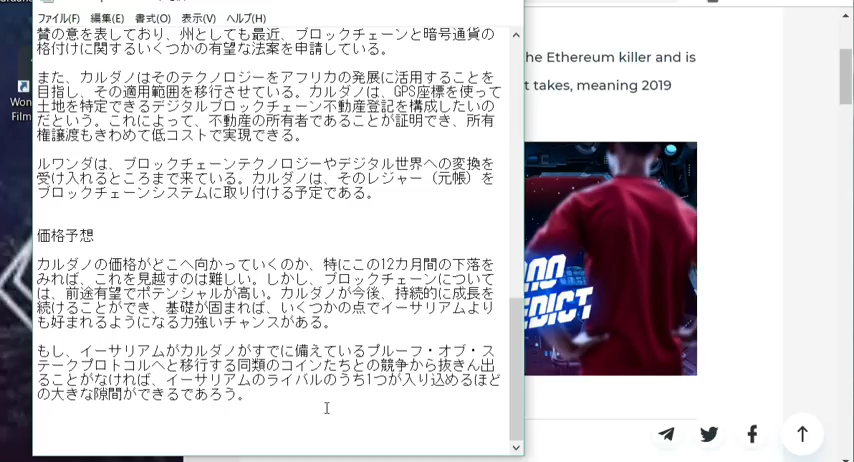 ファイル(F) 編集(E) 書式(O) 表示(V) ヘルプ(H)
賛の意を表しており、州としても最近、ブロックチェーンと暗号通貨の
格付けに関するいくつかの有望な法案を申請している。
また、カルダノはそのテクノロジーをアフリカの発展に活用することを
目指し、その適用範囲を移行させている。カルダノは、GPS座標を使って
土地を特定できるデジタルブロックチェーン不動産登記を構成したいの
だという。これによって、不動産の所有者であることが証明でき、所有
権譲渡もきわめて低コストで実現できる。
ルワンダは、ブロックチェーンテクノロジーやデジタル世界への変換を
受け入れるところまで来ている。カルダノは、そのレジャー（元帳）を
ブロックチェーンシステムに取り付ける予定である。
価格予想
カルダノの価格がどこへ向かっていくのか、特にこの12カ月間の下落を
みれば、これを見越すのは難しい。しかし、ブロックチェーンについて
は、前途有望でポテンシャルが高い。カルダノが今後、持続的に成長を
続けることができ、基礎が固まれば、いくつかの点でイーサリアムより
も好まれるようになる力強いチャンスがある。
もし、イーサリアムがカルダノがすでに備えているプルーフ・オブ・ス
テークプロトコルへと移行する同類のコインたちとの競争から抜きん出
ることがなければ、イーサリアムのライバルのうち1つが入り込めるほど
の大きな隙間ができるであろう。
he Ethereum killer and is
t takes, meaning 2019
Won
Film
EDICT